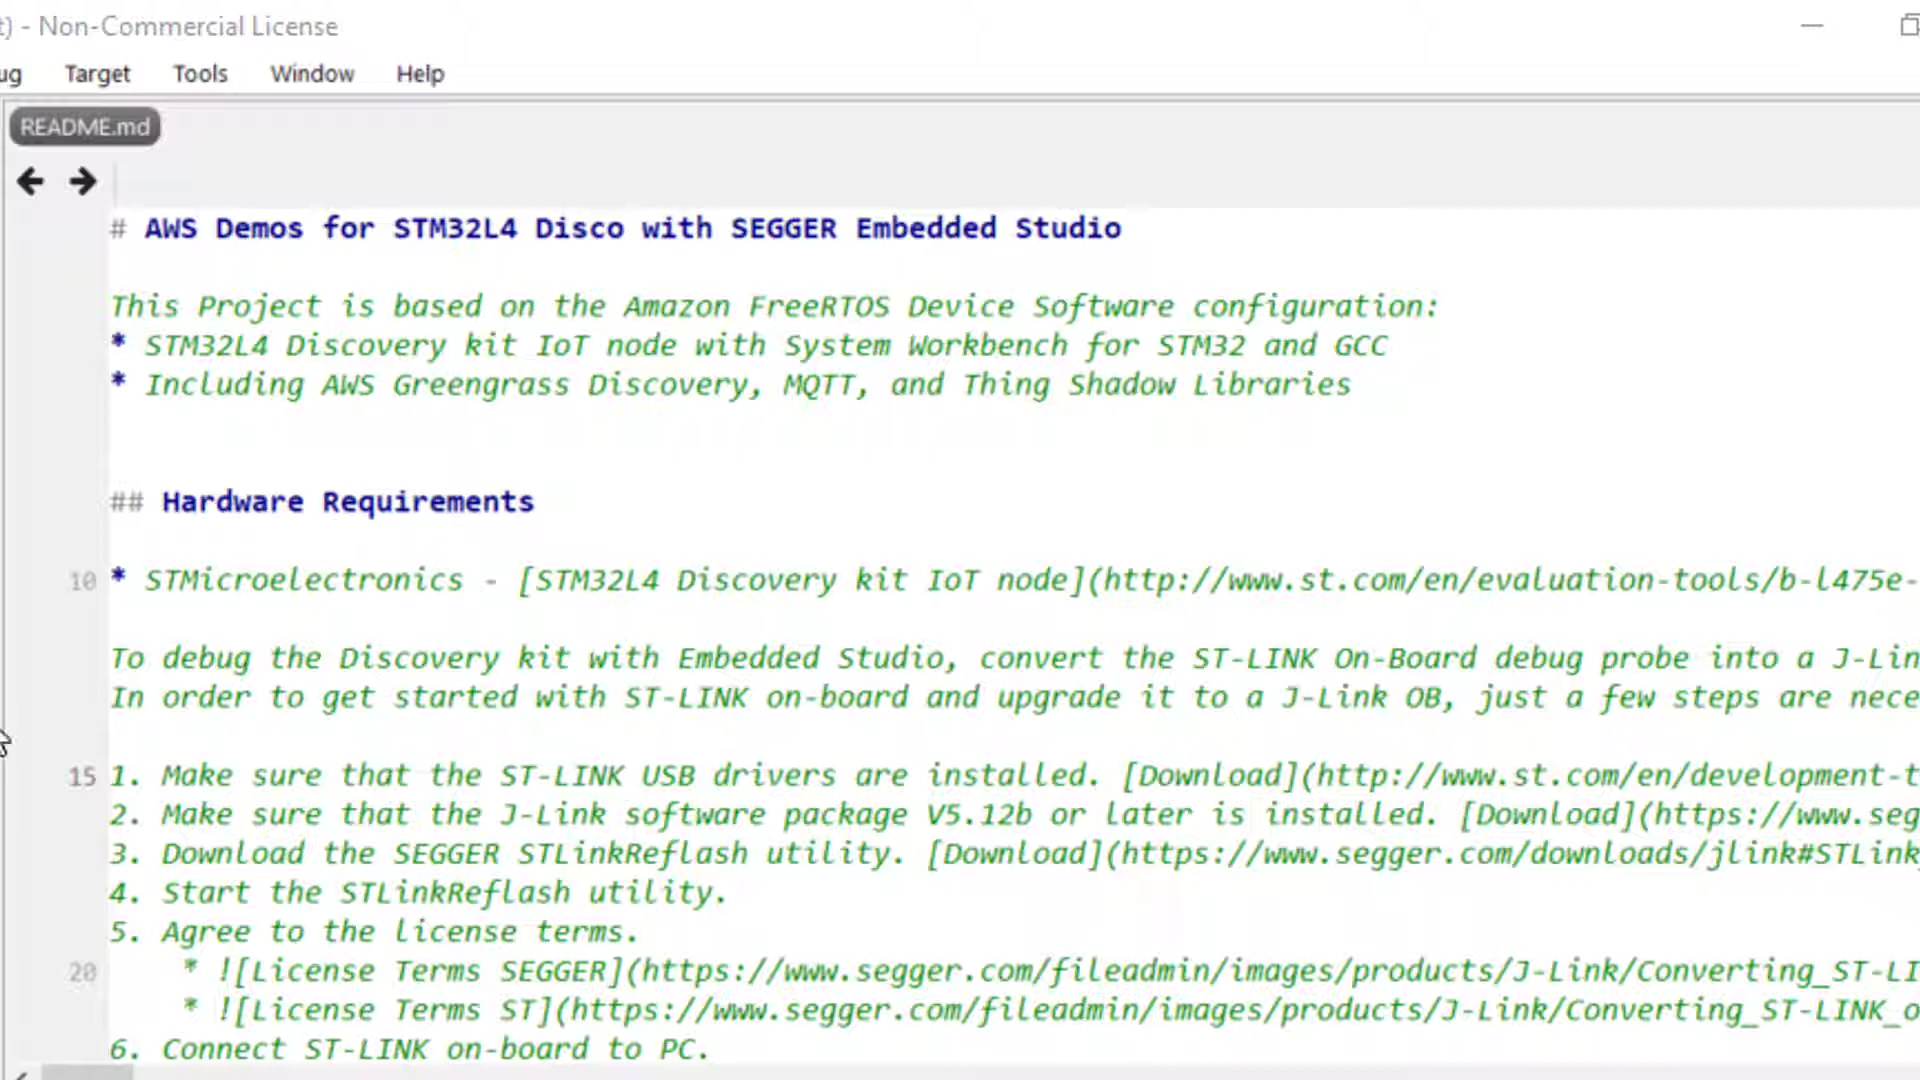 t) - Non-Commercial License
ug Target Tools Window Help
README.md
# AWS Demos for STM32L4 Disco with SEGGER Embedded Studio
This Project is based on the Amazon FreeRTOS Device Software configuration:
* STM32L4 Discovery kit IoT node with System Workbench for STM32 and GCC
* Including AWS Greengrass Discovery, MQTT, and Thing Shadow Libraries
## Hardware Requirements
10 * STMicroelectronics - [STM32L4 Discovery kit IoT node](http://www.st.com/en/evaluation-tools/b-l475e-
To debug the Discovery kit with Embedded Studio, convert the ST-LINK On-Board debug probe into a J-Lin
In order to get started with ST-LINK on-board and upgrade it to a J-Link OB, just a few steps are nece
15 1. Make sure that the ST-LINK USB drivers are installed. [Download](http://www.st.com/en/development-t
2. Make sure that the J-Link software package V5.12b or later is installed. [Download](https://www.seg
3. Download the SEGGER STLinkReflash utility. [Download](https://www.segger.com/downloads/jlink#STLink
4. Start the STLinkReflash utility.
5. Agree to the license terms.
20 * ![License Terms SEGGER](https://www.segger.com/fileadmin/images/products/J-Link/Converting_ST-LI
* ![License Terms ST](https://www.segger.com/fileadmin/images/products/J-Link/Converting_ST-LINK_o
6. Connect ST-LINK on-board to PC.